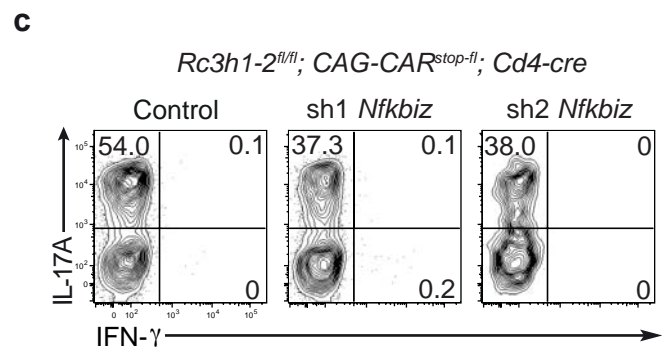 c
Rc3h1-2fl/fl; CAG-CARstop-fl; Cd4-cre
Control sh1 Nfkbiz sh2 Nfkbiz
54.0 0.1 37.3 0.1 38.0 0
10⁵
10⁴
10³
10²
0
0 0.2 0
0 10² 10³ 10⁴ 10⁵
IL-17A
IFN-γ